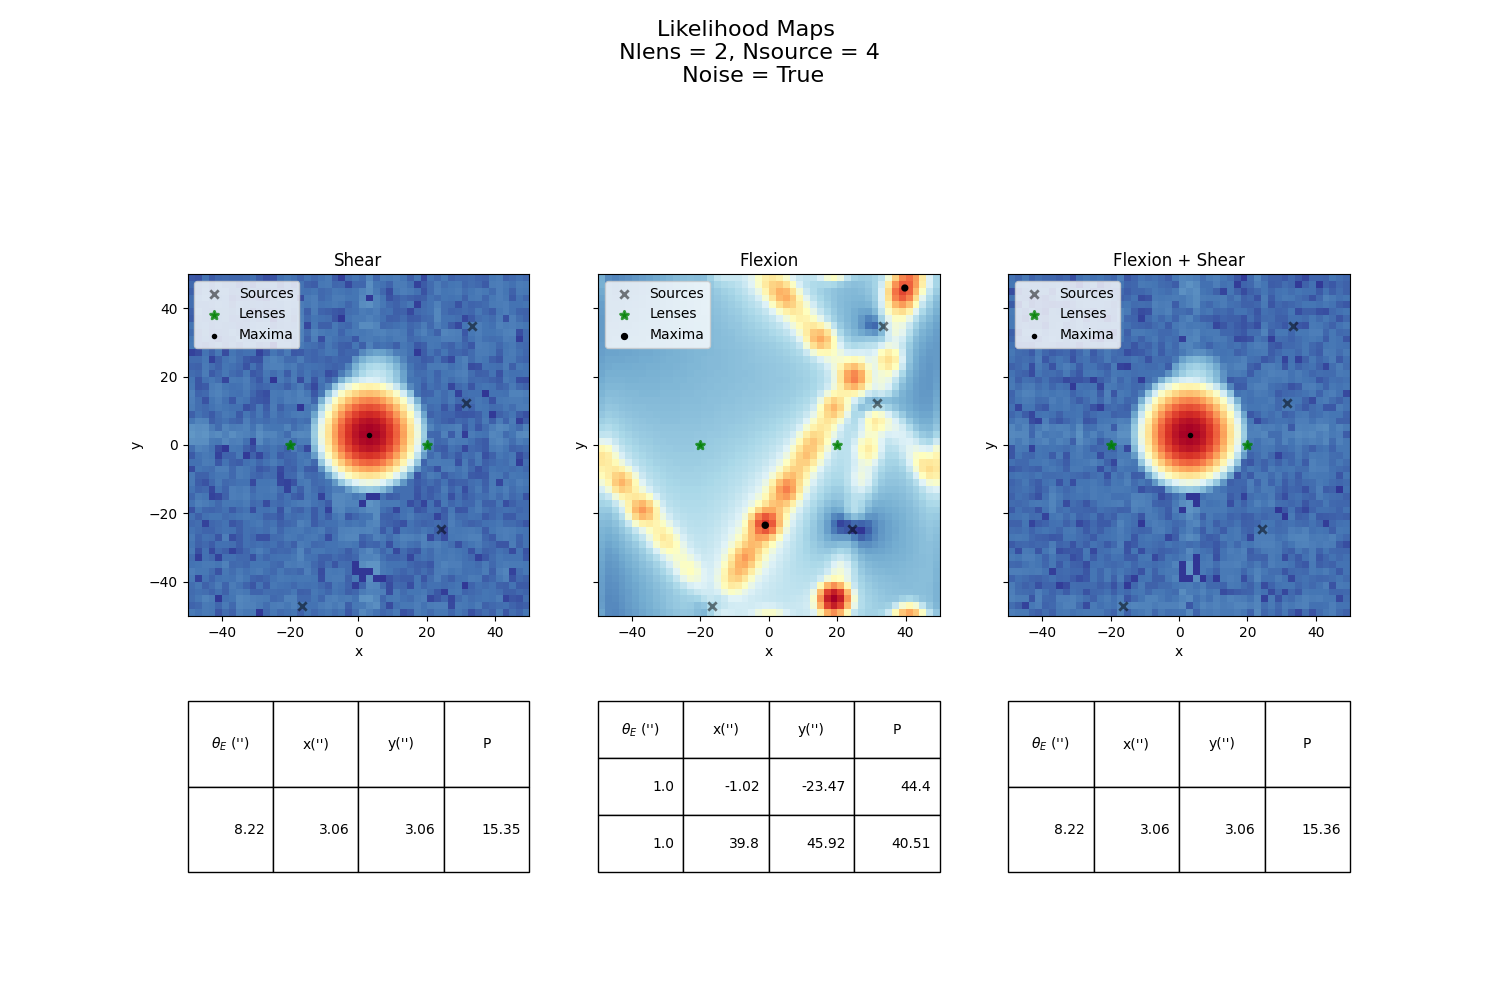 Likelihood Maps
Nlens = 2, Nsource = 4
Noise = True
Shear
Sources
Lenses
Maxima
40
20
0
−20
−40
y
−40 −20 0 20 40
x
Flexion
Sources
Lenses
Maxima
y
−40 −20 0 20 40
x
Flexion + Shear
Sources
Lenses
Maxima
y
−40 −20 0 20 40
x
θ_E ('') x('') y('') P
8.22 3.06 3.06 15.35
θ_E ('') x('') y('') P
1.0 -1.02 -23.47 44.4
1.0 39.8 45.92 40.51
θ_E ('') x('') y('') P
8.22 3.06 3.06 15.36